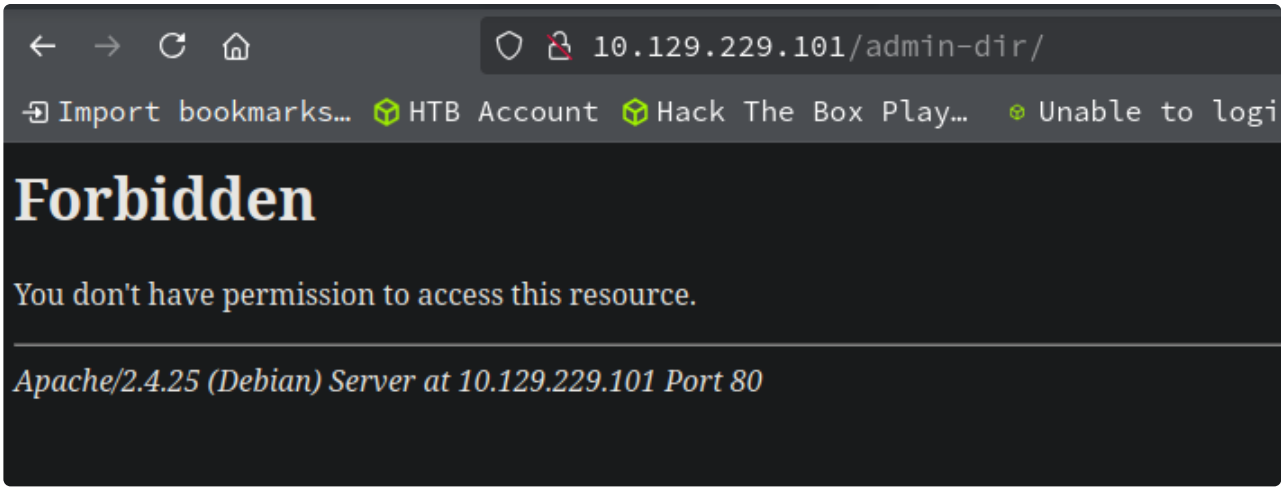 10.129.229.101/admin-dir/
Import bookmarks… HTB Account Hack The Box Play… Unable to logi
Forbidden
You don't have permission to access this resource.
Apache/2.4.25 (Debian) Server at 10.129.229.101 Port 80